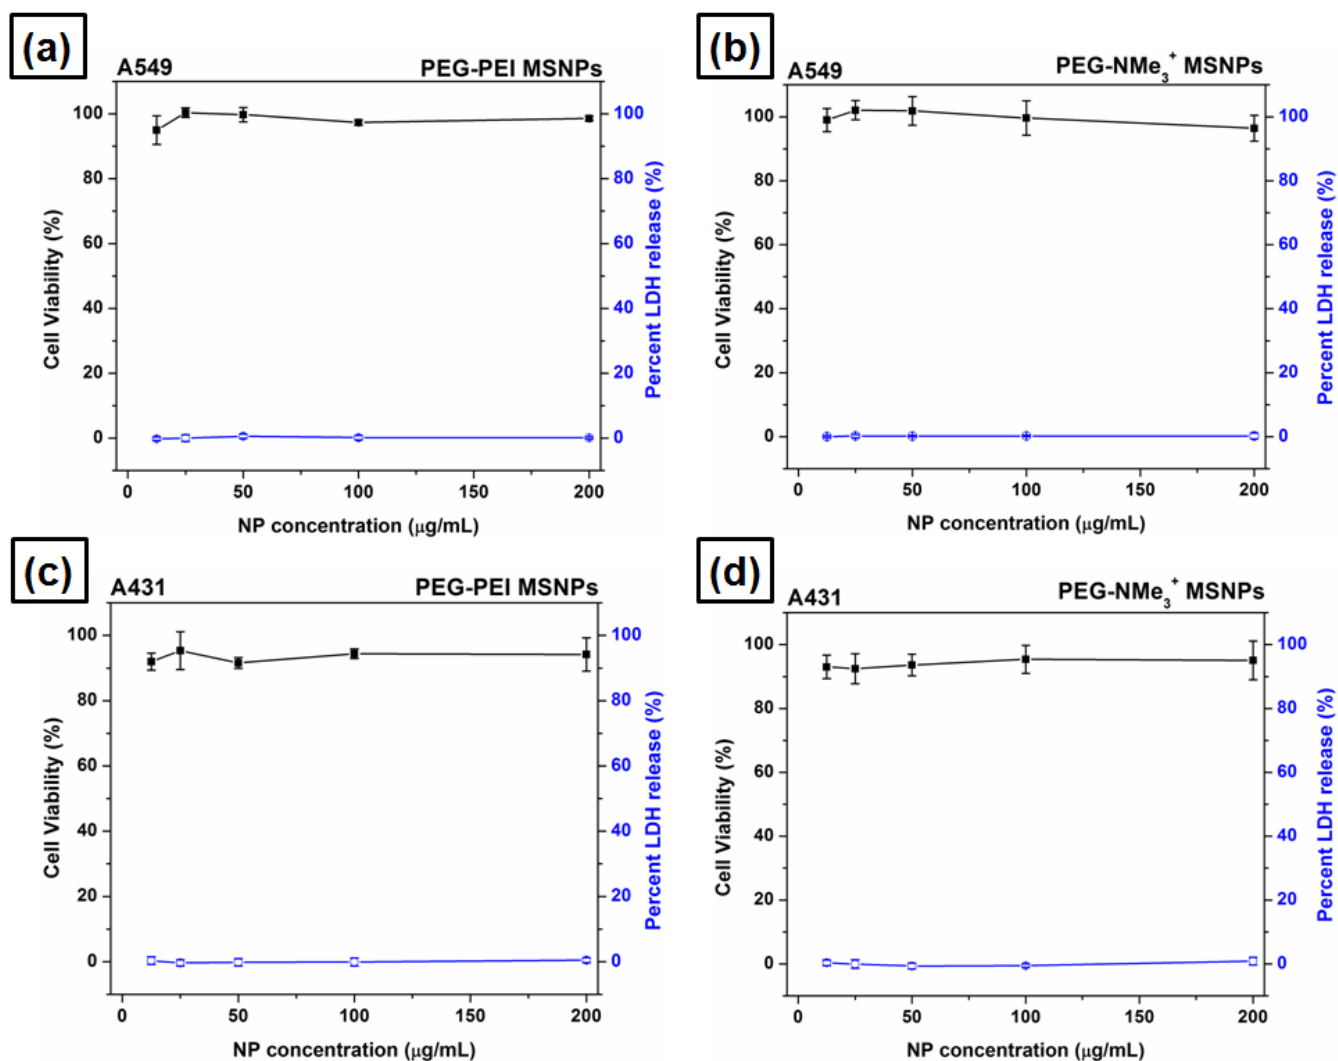 (a)
A549 PEG-PEI MSNPs
100
80
60
40
20
0
Cell Viability (%)
100
80
60
40
20
0
Percent LDH release (%)
0 50 100 150 200
NP concentration (μg/mL)
(b)
A549 PEG-NMe₃⁺ MSNPs
100
80
60
40
20
0
Cell Viability (%)
100
80
60
40
20
0
Percent LDH release (%)
0 50 100 150 200
NP concentration (μg/mL)
(c)
A431 PEG-PEI MSNPs
100
80
60
40
20
0
Cell Viability (%)
100
80
60
40
20
0
Percent LDH release (%)
0 50 100 150 200
NP concentration (μg/mL)
(d)
A431 PEG-NMe₃⁺ MSNPs
100
80
60
40
20
0
Cell Viability (%)
100
80
60
40
20
0
Percent LDH release (%)
0 50 100 150 200
NP concentration (μg/mL)